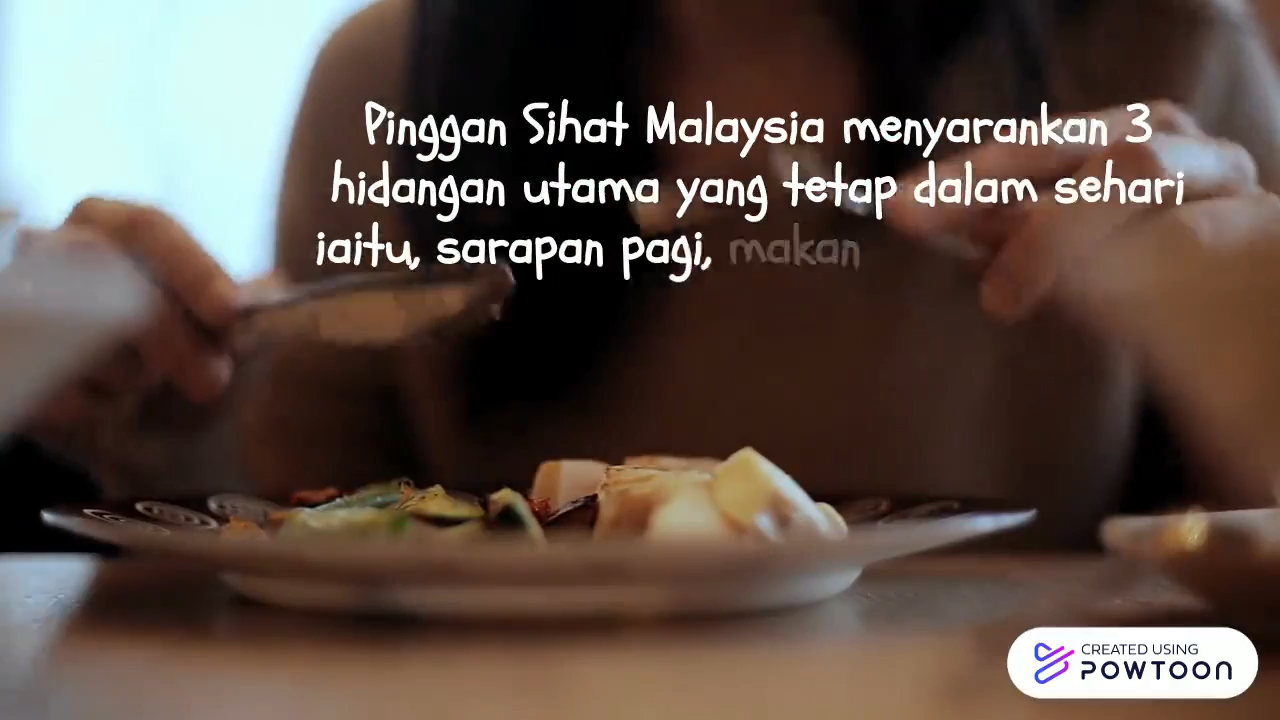 Pinggan Sihat Malaysia menyarankan 3
hidangan utama yang tetap dalam sehari
iaitu, sarapan pagi, makan
CREATED USING
POWTOON